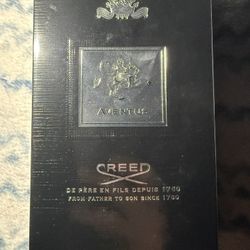 AVENTUS
CREED
DE PÈRE EN FILS DEPUIS 1760
FROM FATHER TO SON SINCE 1760